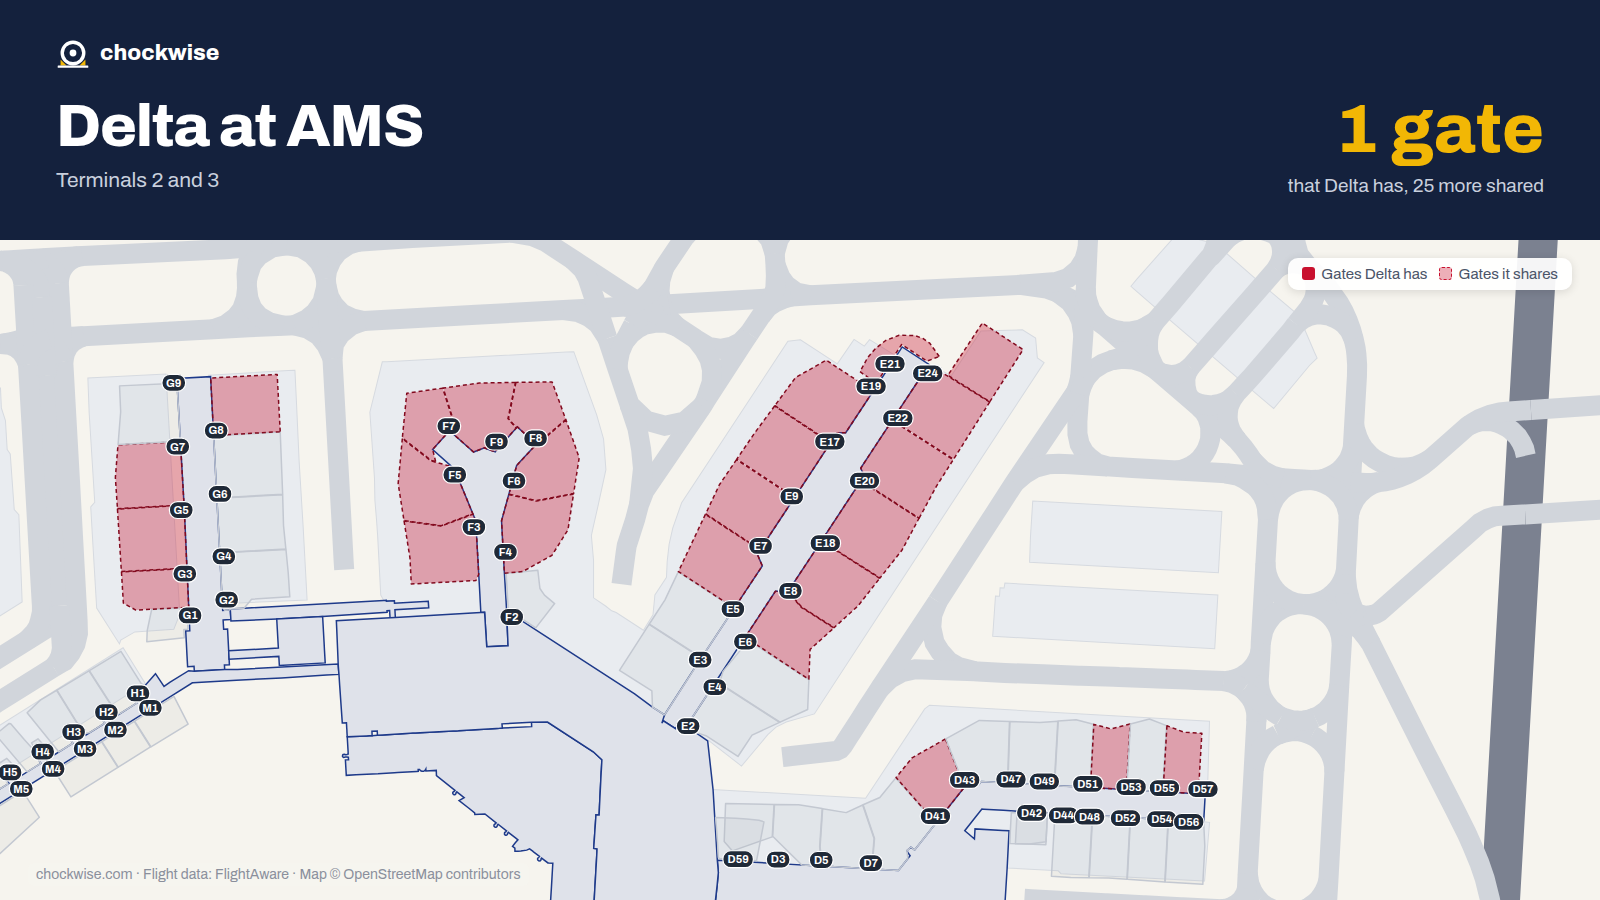 chockwise
Delta at AMS
Terminals 2 and 3
1 gate
that Delta has, 25 more shared
Gates Delta has
Gates it shares
G9
G8
G7
G6
G5
G4
G3
G2
G1
F7
F9
F8
F5
F6
F3
F4
F2
E21
E24
E19
E22
E17
E20
E9
E18
E7
E8
E5
E6
E3
E4
E2
H1
M1
H2
M2
H3
M3
H4
M4
H5
M5
D43
D47
D49
D51
D53
D55
D57
D41
D42
D44
D48
D52
D54
D56
D59
D3
D5
D7
chockwise.com · Flight data: FlightAware · Map © OpenStreetMap contributors